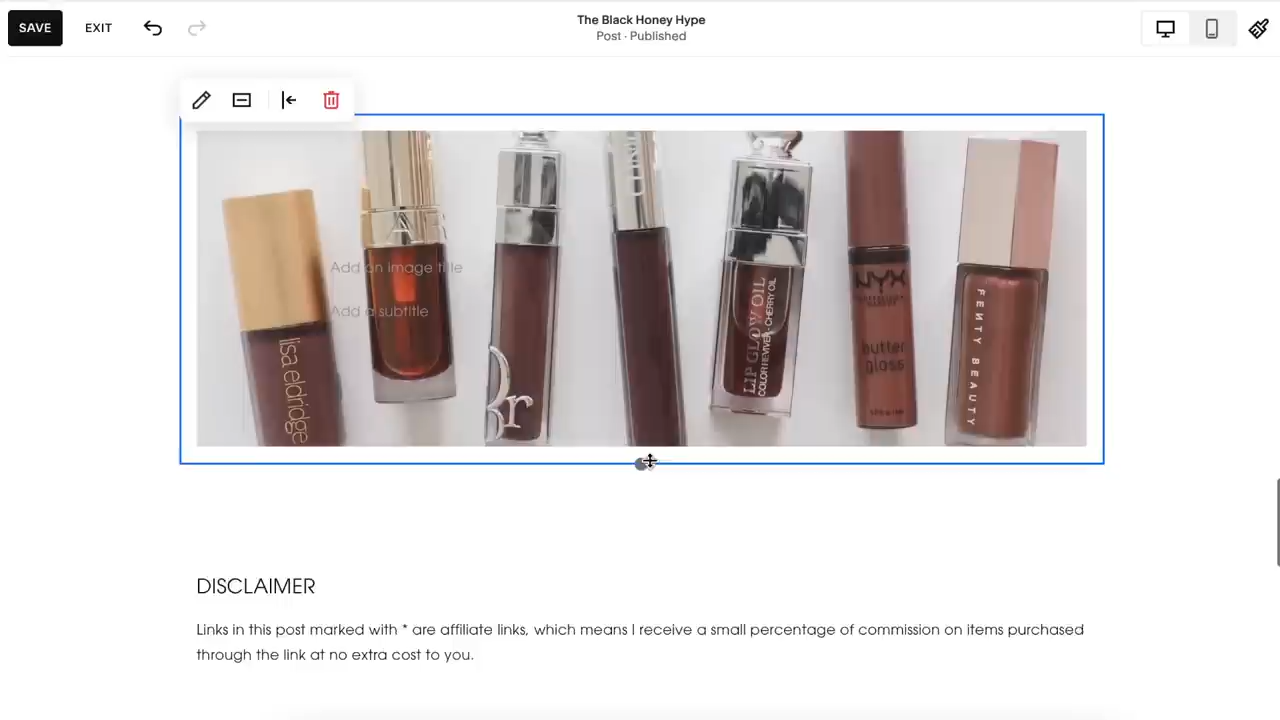 SAVE
EXIT
The Black Honey Hype
Post · Published
Add an image title
Add a subtitle
lisa eldridge
Dr
LIP GLOW OIL
COLOR REVIVER · CHERRY OIL
NYX
butter
gloss
FENTY BEAUTY
DISCLAIMER
Links in this post marked with * are affiliate links, which means I receive a small percentage of commission on items purchased
through the link at no extra cost to you.